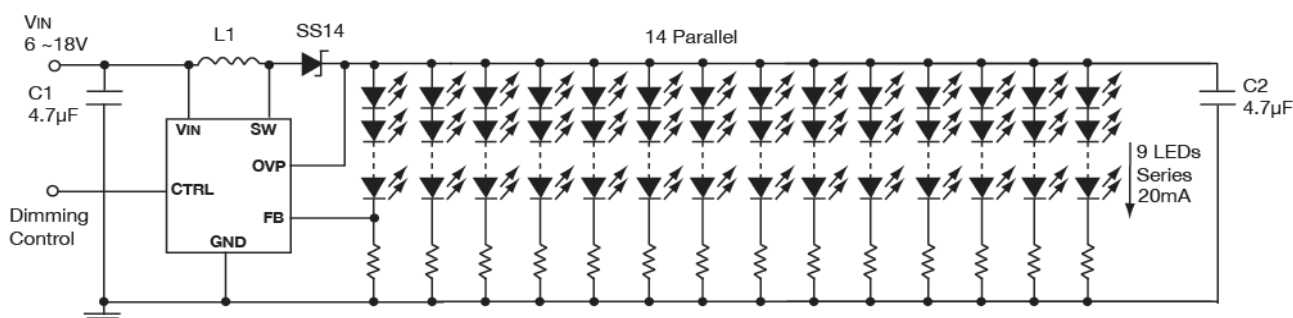 VIN
6 ~18V
L1
SS14
14 Parallel
C1
4.7µF
VIN
SW
OVP
CTRL
FB
GND
Dimming
Control
9 LEDs
Series
20mA
C2
4.7µF